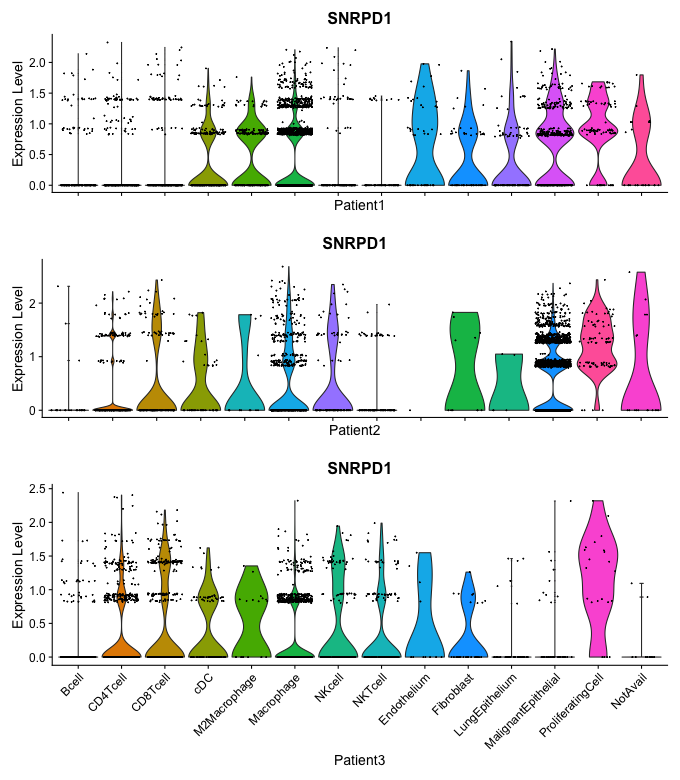 SNRPD1
Expression Level
2.0
1.5
1.0
0.5
0.0
Patient1
SNRPD1
Expression Level
2
1
0
Patient2
SNRPD1
Expression Level
2.5
2.0
1.5
1.0
0.5
0.0
Bcell
CD4Tcell
CD8Tcell
cDC
M2Macrophage
Macrophage
NKcell
NKTcell
Endothelium
Fibroblast
LungEpithelium
MalignantEpithelial
ProliferatingCell
NotAvail
Patient3